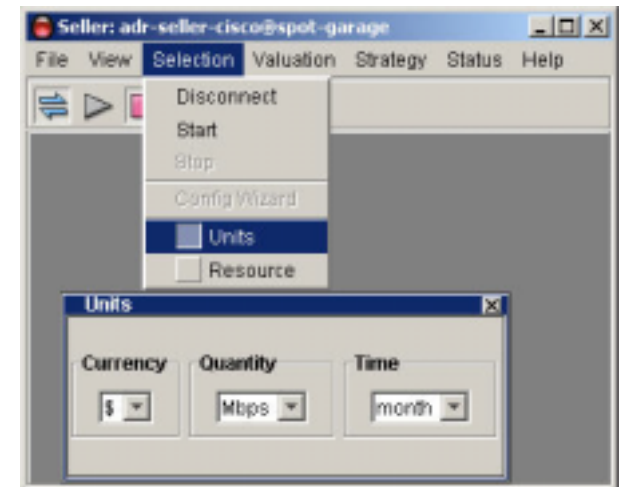 Seller: adr-seller-cisco@spot-garage
File View Selection Valuation Strategy Status Help
Disconnect
Start
Stop
Config Wizard
Units
Resource
Units
Currency Quantity Time
$ Mbps month